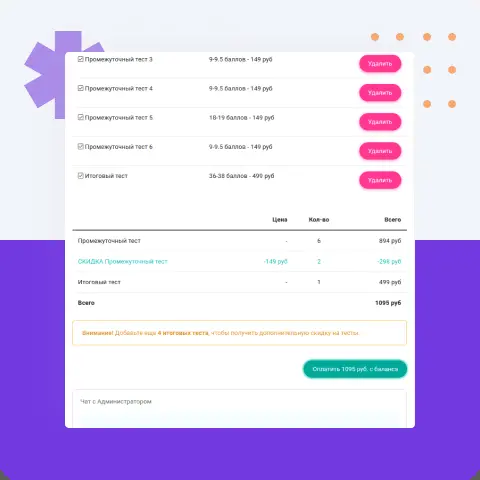 Промежуточный тест 3 9-9.5 баллов - 149 руб Удалить
Промежуточный тест 4 9-9.5 баллов - 149 руб Удалить
Промежуточный тест 5 18-19 баллов - 149 руб Удалить
Промежуточный тест 6 9-9.5 баллов - 149 руб Удалить
Итоговый тест 36-38 баллов - 499 руб Удалить
Цена Кол-во Всего
Промежуточный тест - 6 894 руб
СКИДКА Промежуточный тест -149 руб 2 -298 руб
Итоговый тест - 1 499 руб
Всего 1095 руб
Внимание! Добавьте еще 4 итоговых теста, чтобы получить дополнительную скидку на тесты.
Оплатить 1095 руб. с баланса
Чат с Администратором